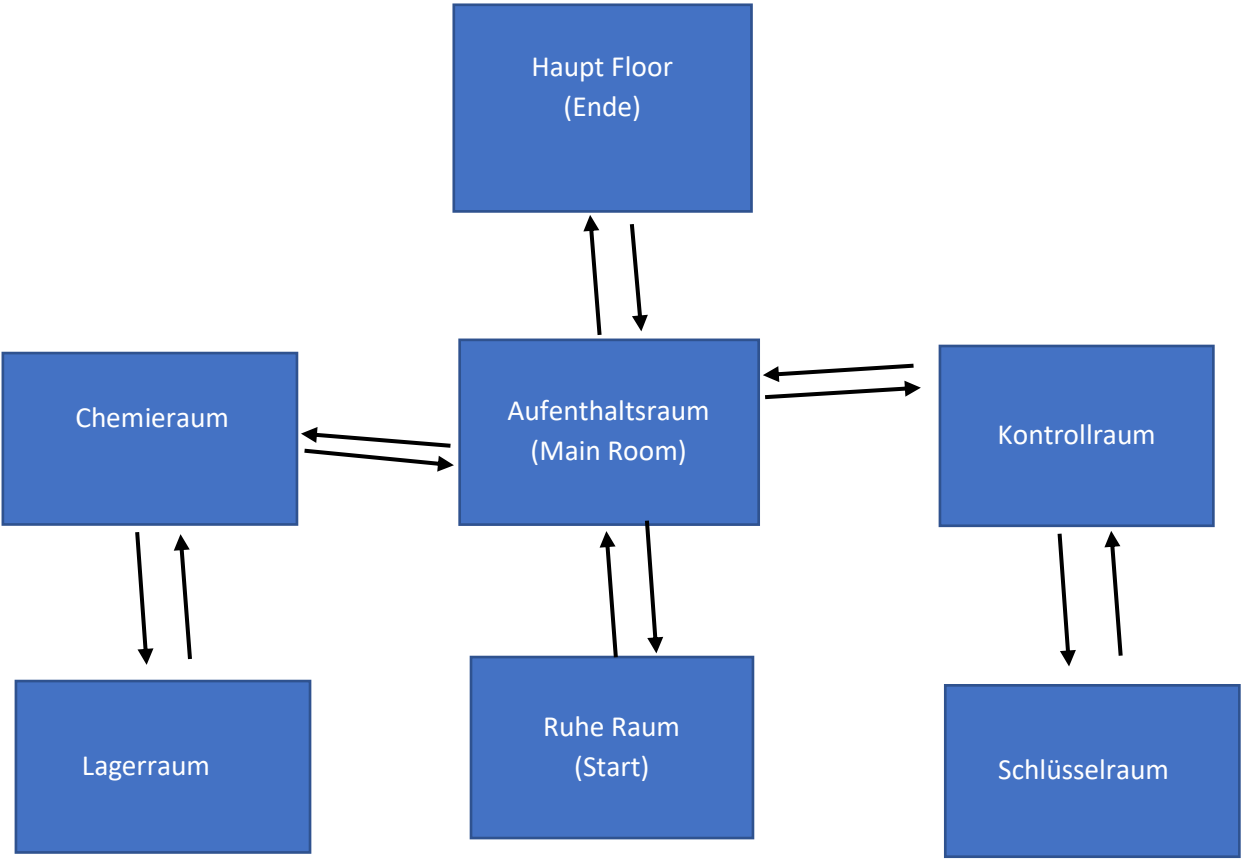 Haupt Floor
(Ende)
Chemieraum
Aufenthaltsraum
(Main Room)
Kontrollraum
Lagerraum
Ruhe Raum
(Start)
Schlüsselraum